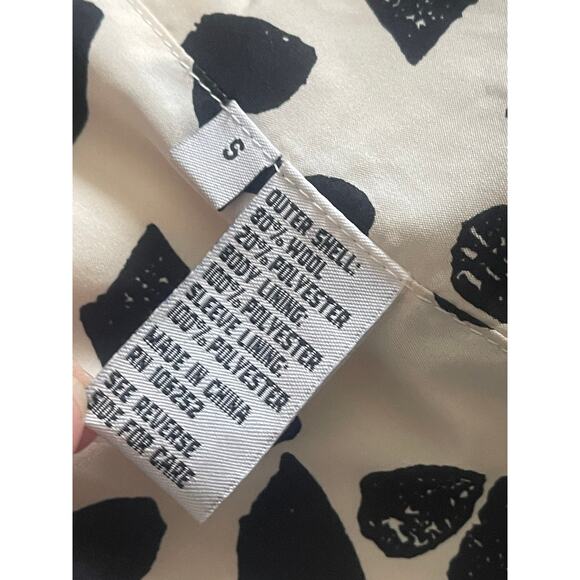 S
OUTER SHELL:
80% WOOL
20% POLYESTER
BODY LINING:
100% POLYESTER
SLEEVE LINING:
100% POLYESTER
MADE IN CHINA
RN 106252
SEE REVERSE
SIDE FOR CARE